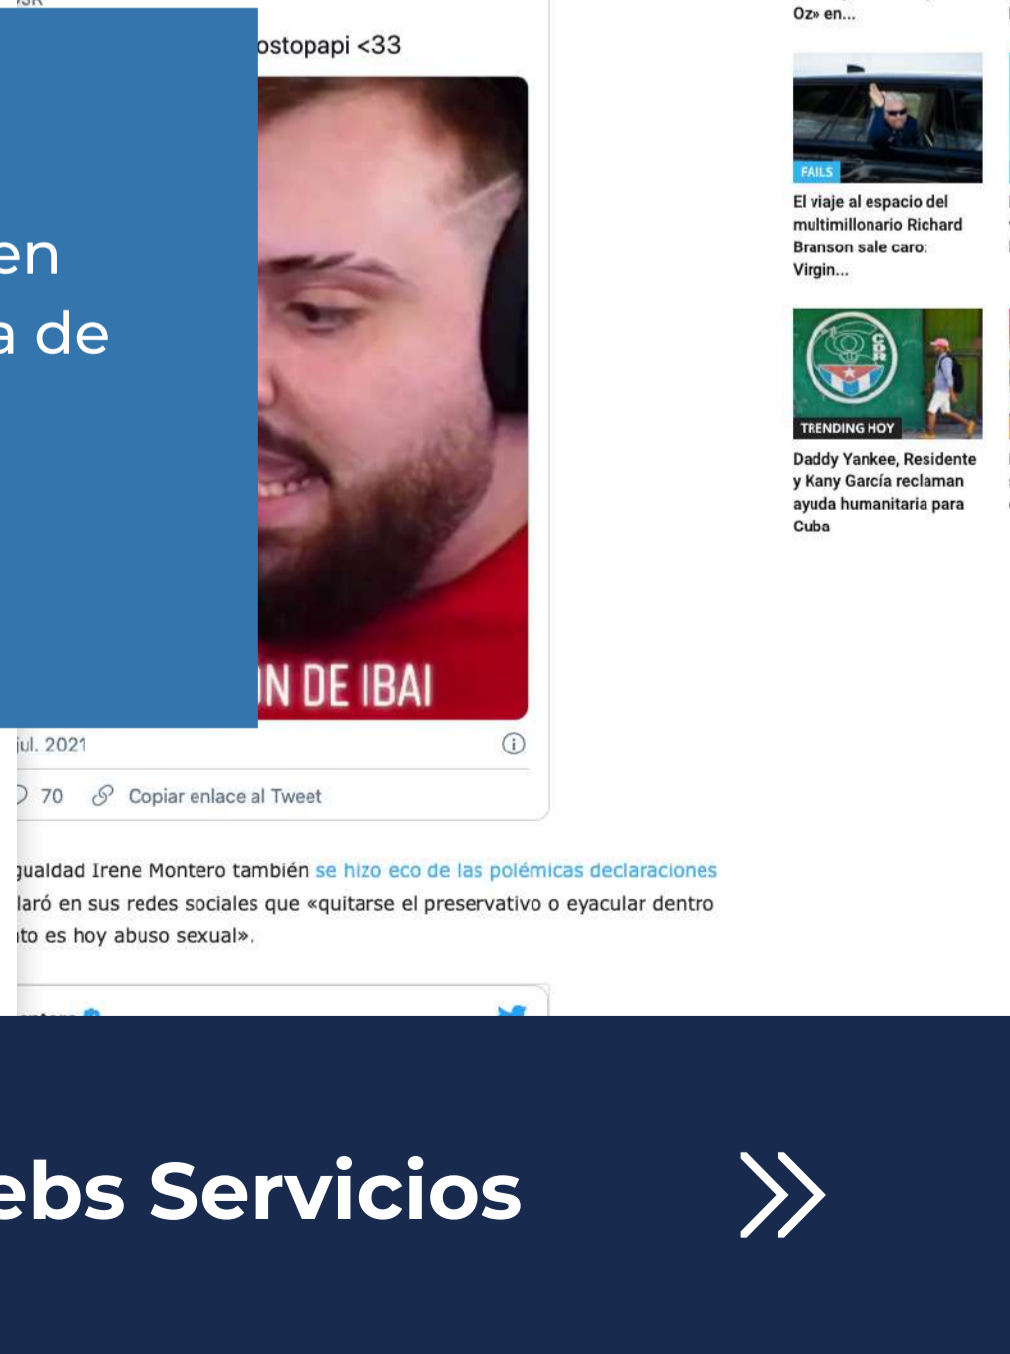 ostopapi <33
en
a de
ÓN DE IBAI
jul. 2021
70 Copiar enlace al Tweet
gualdad Irene Montero también se hizo eco de las polémicas declaraciones
laró en sus redes sociales que «quitarse el preservativo o eyacular dentro
to es hoy abuso sexual».
Oz» en...
FAILS
El viaje al espacio del
multimillonario Richard
Branson sale caro:
Virgin...
CDR
TRENDING HOY
Daddy Yankee, Residente
y Kany García reclaman
ayuda humanitaria para
Cuba
ebs Servicios